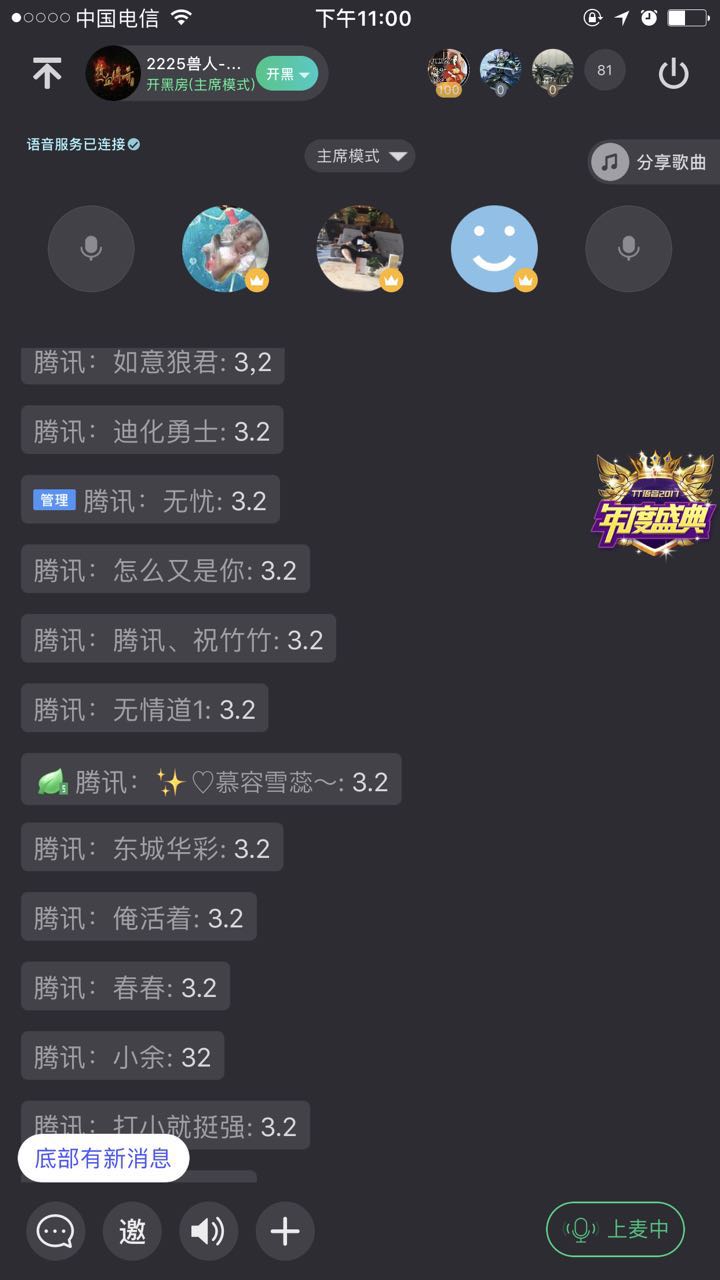 中国电信
下午11:00
2225兽人-...
开黑房(主席模式)
开黑
100
0
0
81
语音服务已连接
主席模式
分享歌曲
腾讯：如意狼君: 3,2
腾讯：迪化勇士: 3.2
TT语音2017
年度盛典
管理 腾讯：无忧: 3.2
腾讯：怎么又是你: 3.2
腾讯：腾讯、祝竹竹: 3.2
腾讯：无情道1: 3.2
5 腾讯：✨♡慕容雪蕊～: 3.2
腾讯：东城华彩: 3.2
腾讯：俺活着: 3.2
腾讯：春春: 3.2
腾讯：小余: 32
腾讯：打小就挺强: 3.2
底部有新消息
邀
上麦中